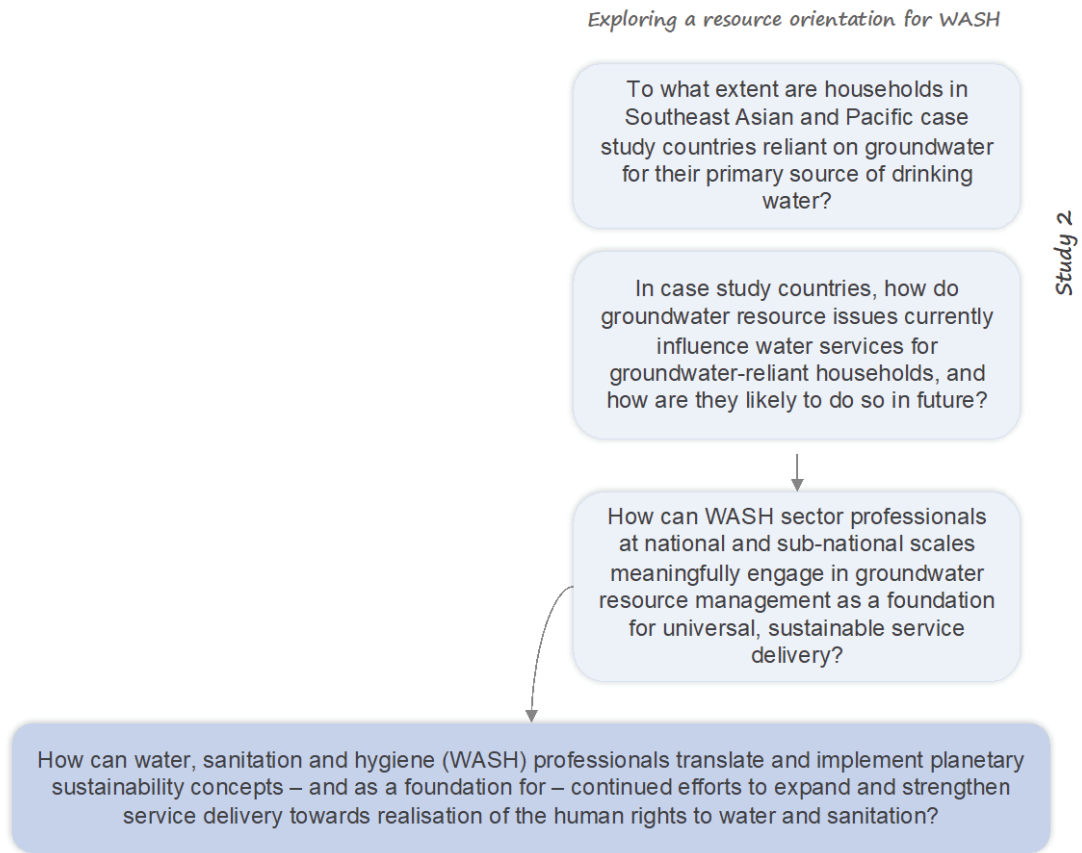 Exploring a resource orientation for WASH
To what extent are households in
Southeast Asian and Pacific case
study countries reliant on groundwater
for their primary source of drinking
water?
Study 2
In case study countries, how do
groundwater resource issues currently
influence water services for
groundwater-reliant households, and
how are they likely to do so in future?
How can WASH sector professionals
at national and sub-national scales
meaningfully engage in groundwater
resource management as a foundation
for universal, sustainable service
delivery?
How can water, sanitation and hygiene (WASH) professionals translate and implement planetary
sustainability concepts – and as a foundation for – continued efforts to expand and strengthen
service delivery towards realisation of the human rights to water and sanitation?